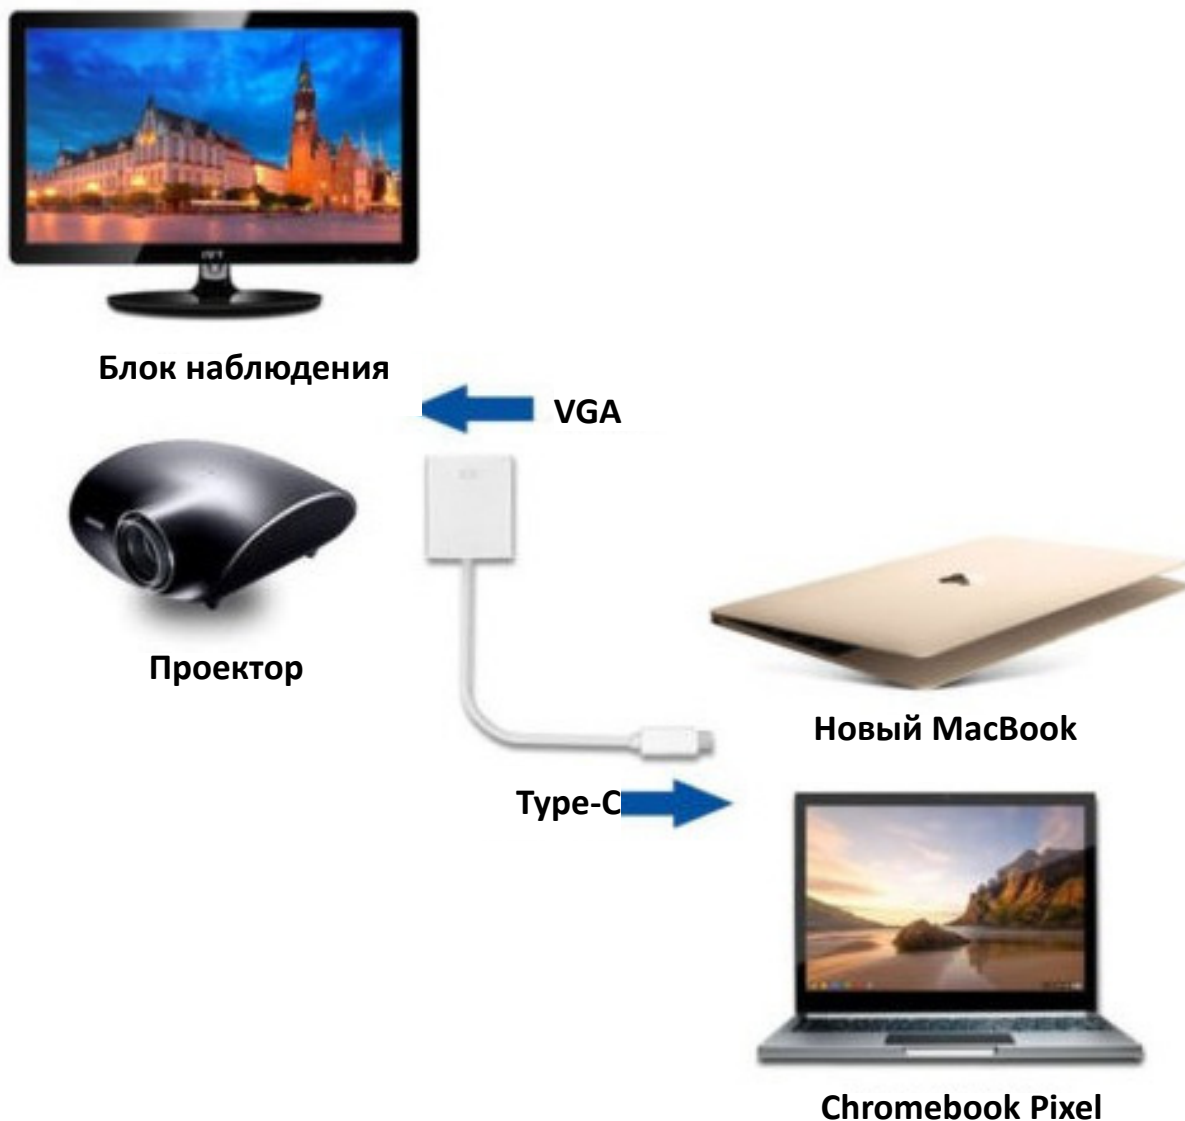 Блок наблюдения
VGA
Проектор
Новый MacBook
Type-C
Chromebook Pixel